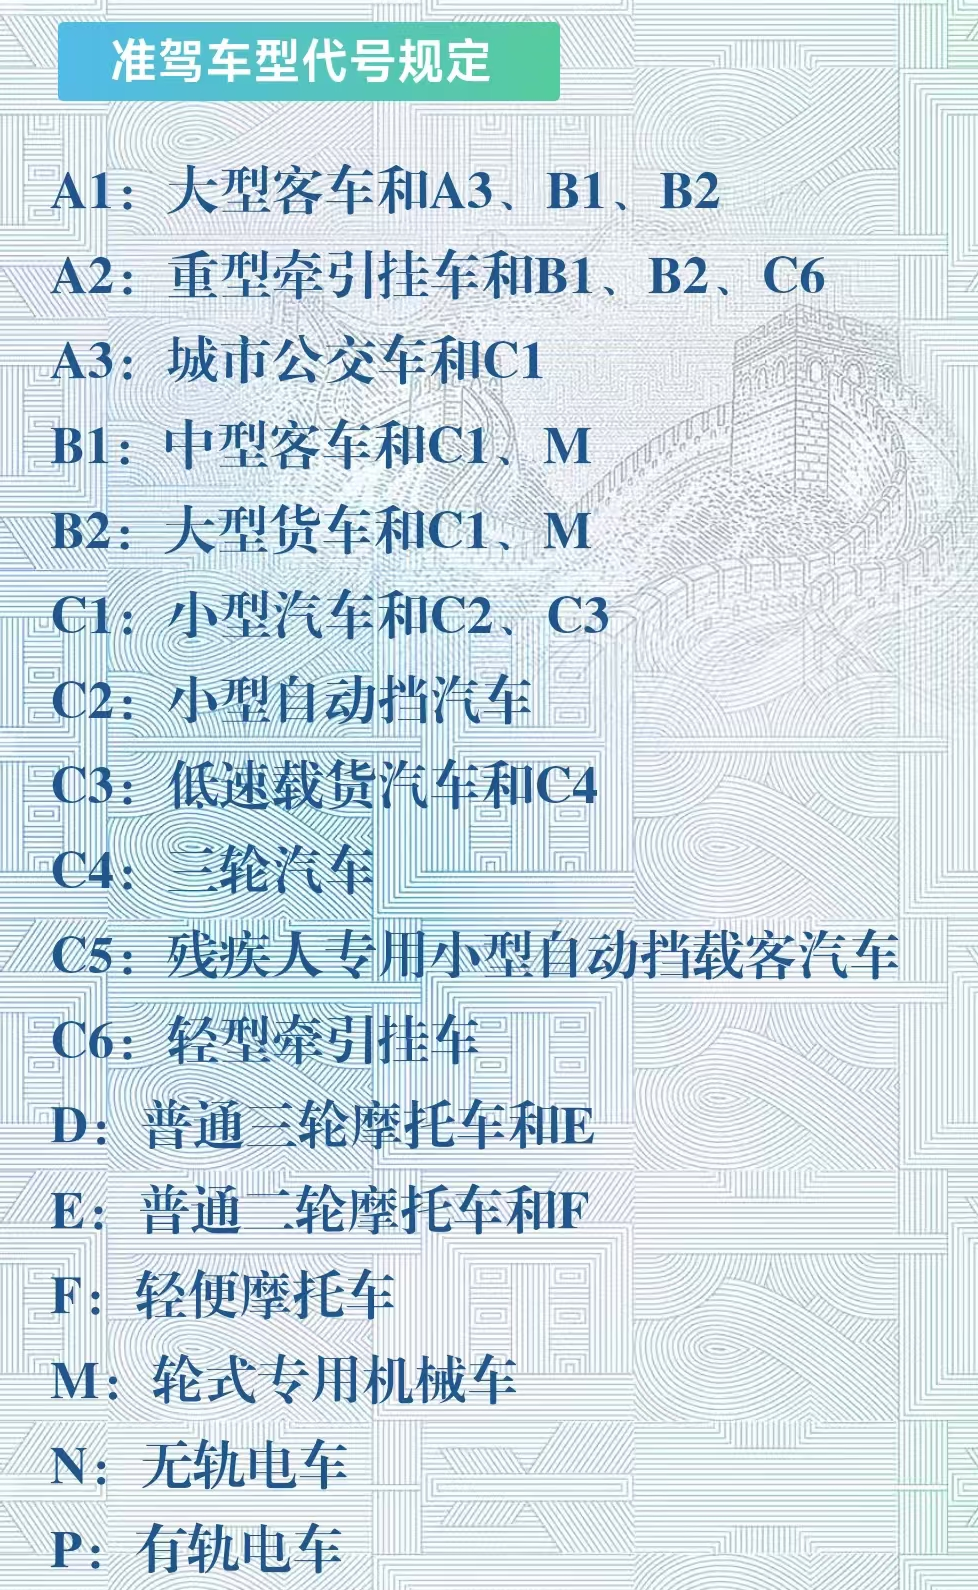 准驾车型代号规定
A1：大型客车和A3、B1、B2
A2：重型牵引挂车和B1、B2、C6
A3：城市公交车和C1
B1：中型客车和C1、M
B2：大型货车和C1、M
C1：小型汽车和C2、C3
C2：小型自动挡汽车
C3：低速载货汽车和C4
C4：三轮汽车
C5：残疾人专用小型自动挡载客汽车
C6：轻型牵引挂车
D：普通三轮摩托车和E
E：普通二轮摩托车和F
F：轻便摩托车
M：轮式专用机械车
N：无轨电车
P：有轨电车